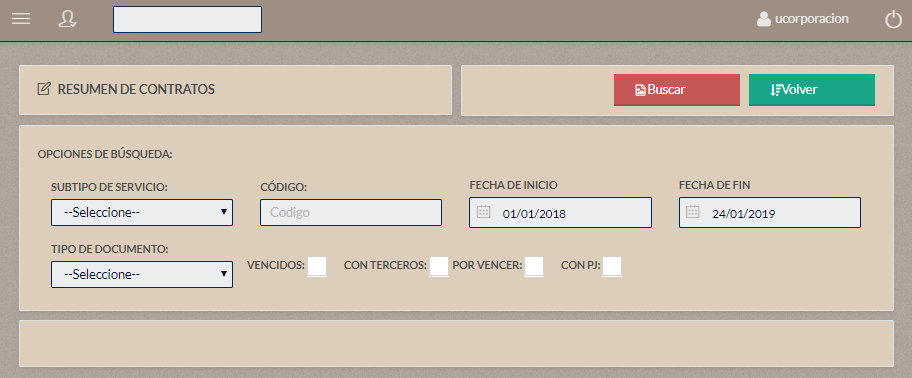 ucorporacion
RESUMEN DE CONTRATOS
Buscar
Volver
OPCIONES DE BÚSQUEDA:
SUBTIPO DE SERVICIO: CÓDIGO: FECHA DE INICIO FECHA DE FIN
--Seleccione-- Codigo 01/01/2018 24/01/2019
TIPO DE DOCUMENTO:
--Seleccione-- VENCIDOS: CON TERCEROS: POR VENCER: CON PJ: